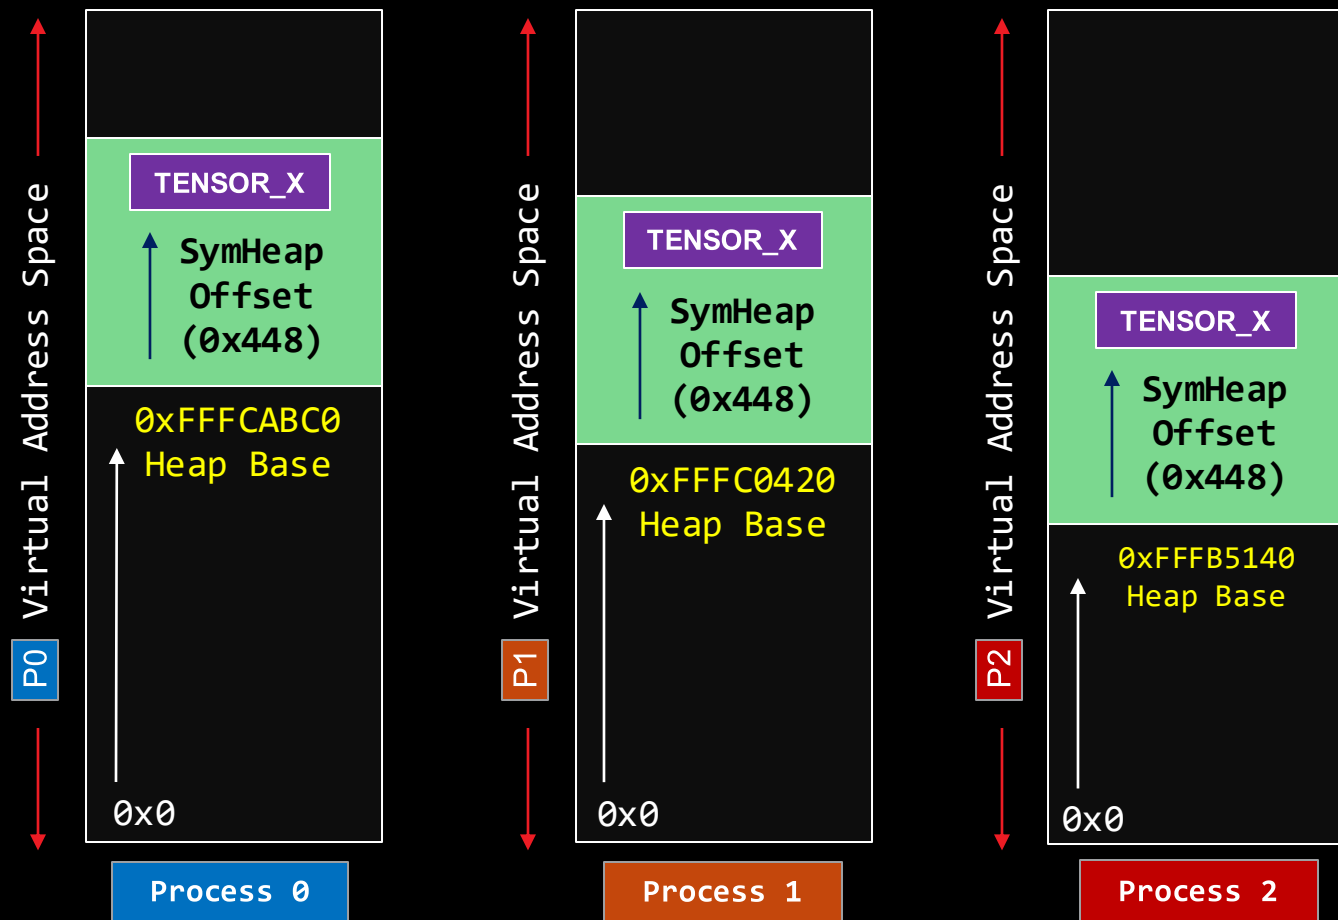 P0 Virtual Address Space
TENSOR_X
SymHeap
Offset
(0x448)
0xFFFCABC0
Heap Base
0x0
Process 0
P1 Virtual Address Space
TENSOR_X
SymHeap
Offset
(0x448)
0xFFFC0420
Heap Base
0x0
Process 1
P2 Virtual Address Space
TENSOR_X
SymHeap
Offset
(0x448)
0xFFFB5140
Heap Base
0x0
Process 2